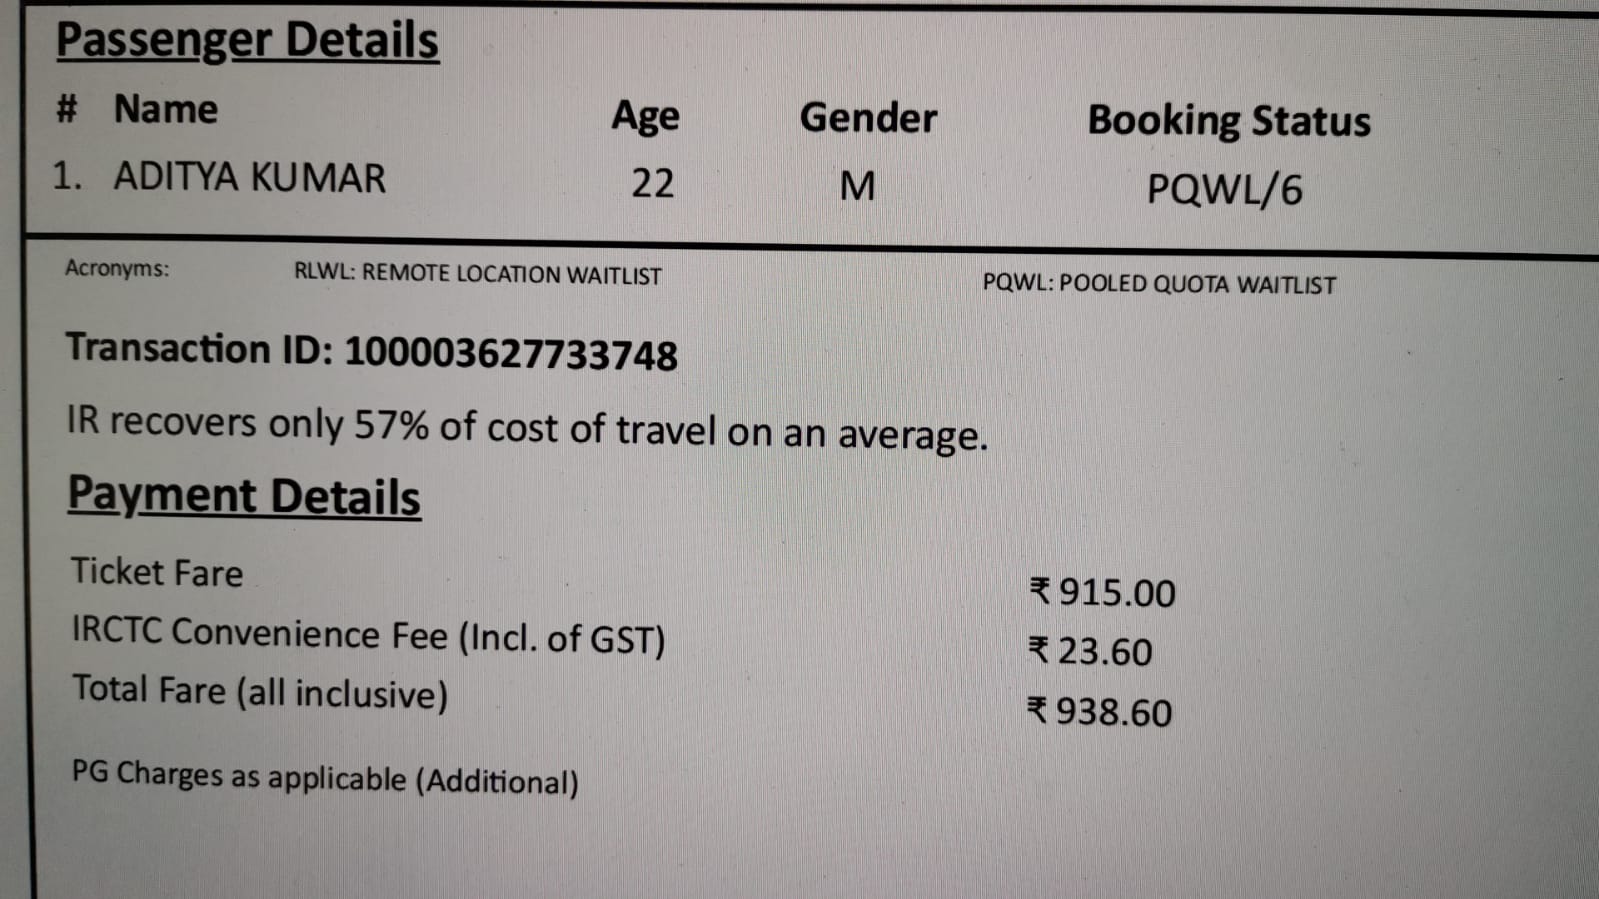 Passenger Details
# Name Age Gender Booking Status
1. ADITYA KUMAR 22 M PQWL/6
Acronyms: RLWL: REMOTE LOCATION WAITLIST PQWL: POOLED QUOTA WAITLIST
Transaction ID: 100003627733748
IR recovers only 57% of cost of travel on an average.
Payment Details
Ticket Fare ₹ 915.00
IRCTC Convenience Fee (Incl. of GST) ₹ 23.60
Total Fare (all inclusive) ₹ 938.60
PG Charges as applicable (Additional)